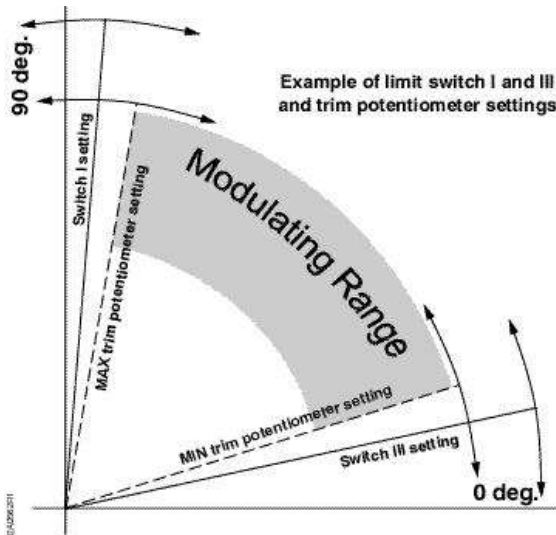 90 deg.
Example of limit switch I and III
and trim potentiometer settings
Switch I setting
MAX trim potentiometer setting
Modulating Range
MIN trim potentiometer setting
Switch III setting
0 deg.